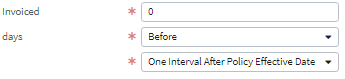 Invoiced * 0
days * Before
* One Interval After Policy Effective Date